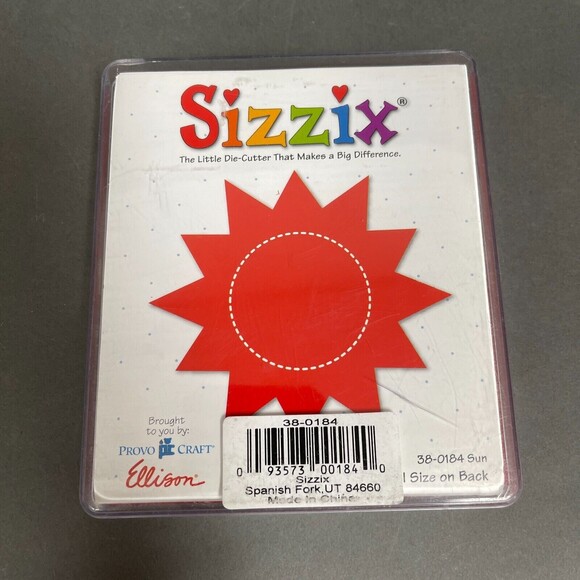 Sizzix®
The Little Die-Cutter That Makes a Big Difference.
Brought
to you by:
PROVO CRAFT®
Ellison®
38-0184
0 93573 00184 0
Sizzix
Spanish Fork, UT 84660
Made In China
38-0184 Sun
Size on Back